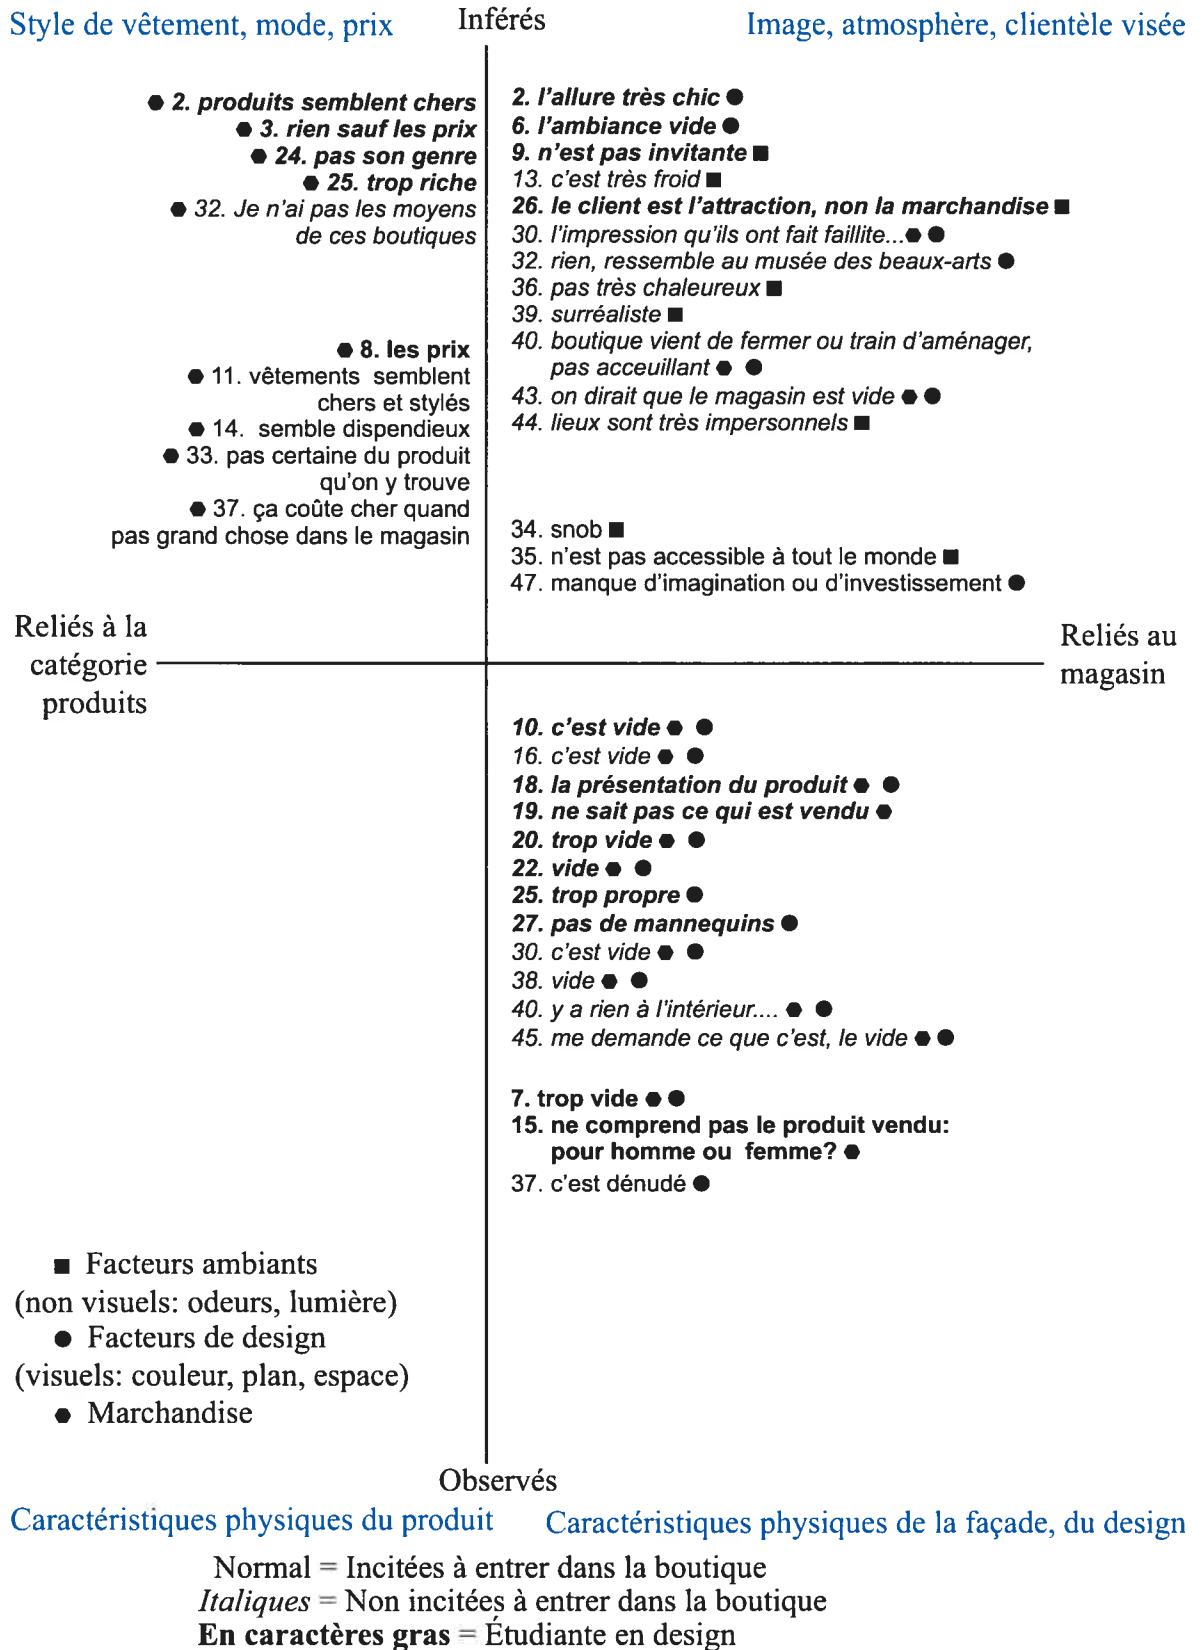 Style de vêtement, mode, prix
Inférés
Image, atmosphère, clientèle visée
2. produits semblent chers
3. rien sauf les prix
24. pas son genre
25. trop riche
32. Je n'ai pas les moyens
de ces boutiques
8. les prix
11. vêtements semblent
chers et stylés
14. semble dispendieux
33. pas certaine du produit
qu'on y trouve
37. ça coûte cher quand
pas grand chose dans le magasin
2. l'allure très chic
6. l'ambiance vide
9. n'est pas invitante
13. c'est très froid
26. le client est l'attraction, non la marchandise
30. l'impression qu'ils ont fait faillite...
32. rien, ressemble au musée des beaux-arts
36. pas très chaleureux
39. surréaliste
40. boutique vient de fermer ou train d'aménager,
pas acceuillant
43. on dirait que le magasin est vide
44. lieux sont très impersonnels
34. snob
35. n'est pas accessible à tout le monde
47. manque d'imagination ou d'investissement
Reliés à la
catégorie
produits
Reliés au
magasin
10. c'est vide
16. c'est vide
18. la présentation du produit
19. ne sait pas ce qui est vendu
20. trop vide
22. vide
25. trop propre
27. pas de mannequins
30. c'est vide
38. vide
40. y a rien à l'intérieur....
45. me demande ce que c'est, le vide
7. trop vide
15. ne comprend pas le produit vendu:
pour homme ou femme?
37. c'est dénudé
■ Facteurs ambiants
(non visuels: odeurs, lumière)
● Facteurs de design
(visuels: couleur, plan, espace)
⬣ Marchandise
Observés
Caractéristiques physiques du produit
Caractéristiques physiques de la façade, du design
Normal = Incitées à entrer dans la boutique
Italiques = Non incitées à entrer dans la boutique
En caractères gras = Étudiante en design